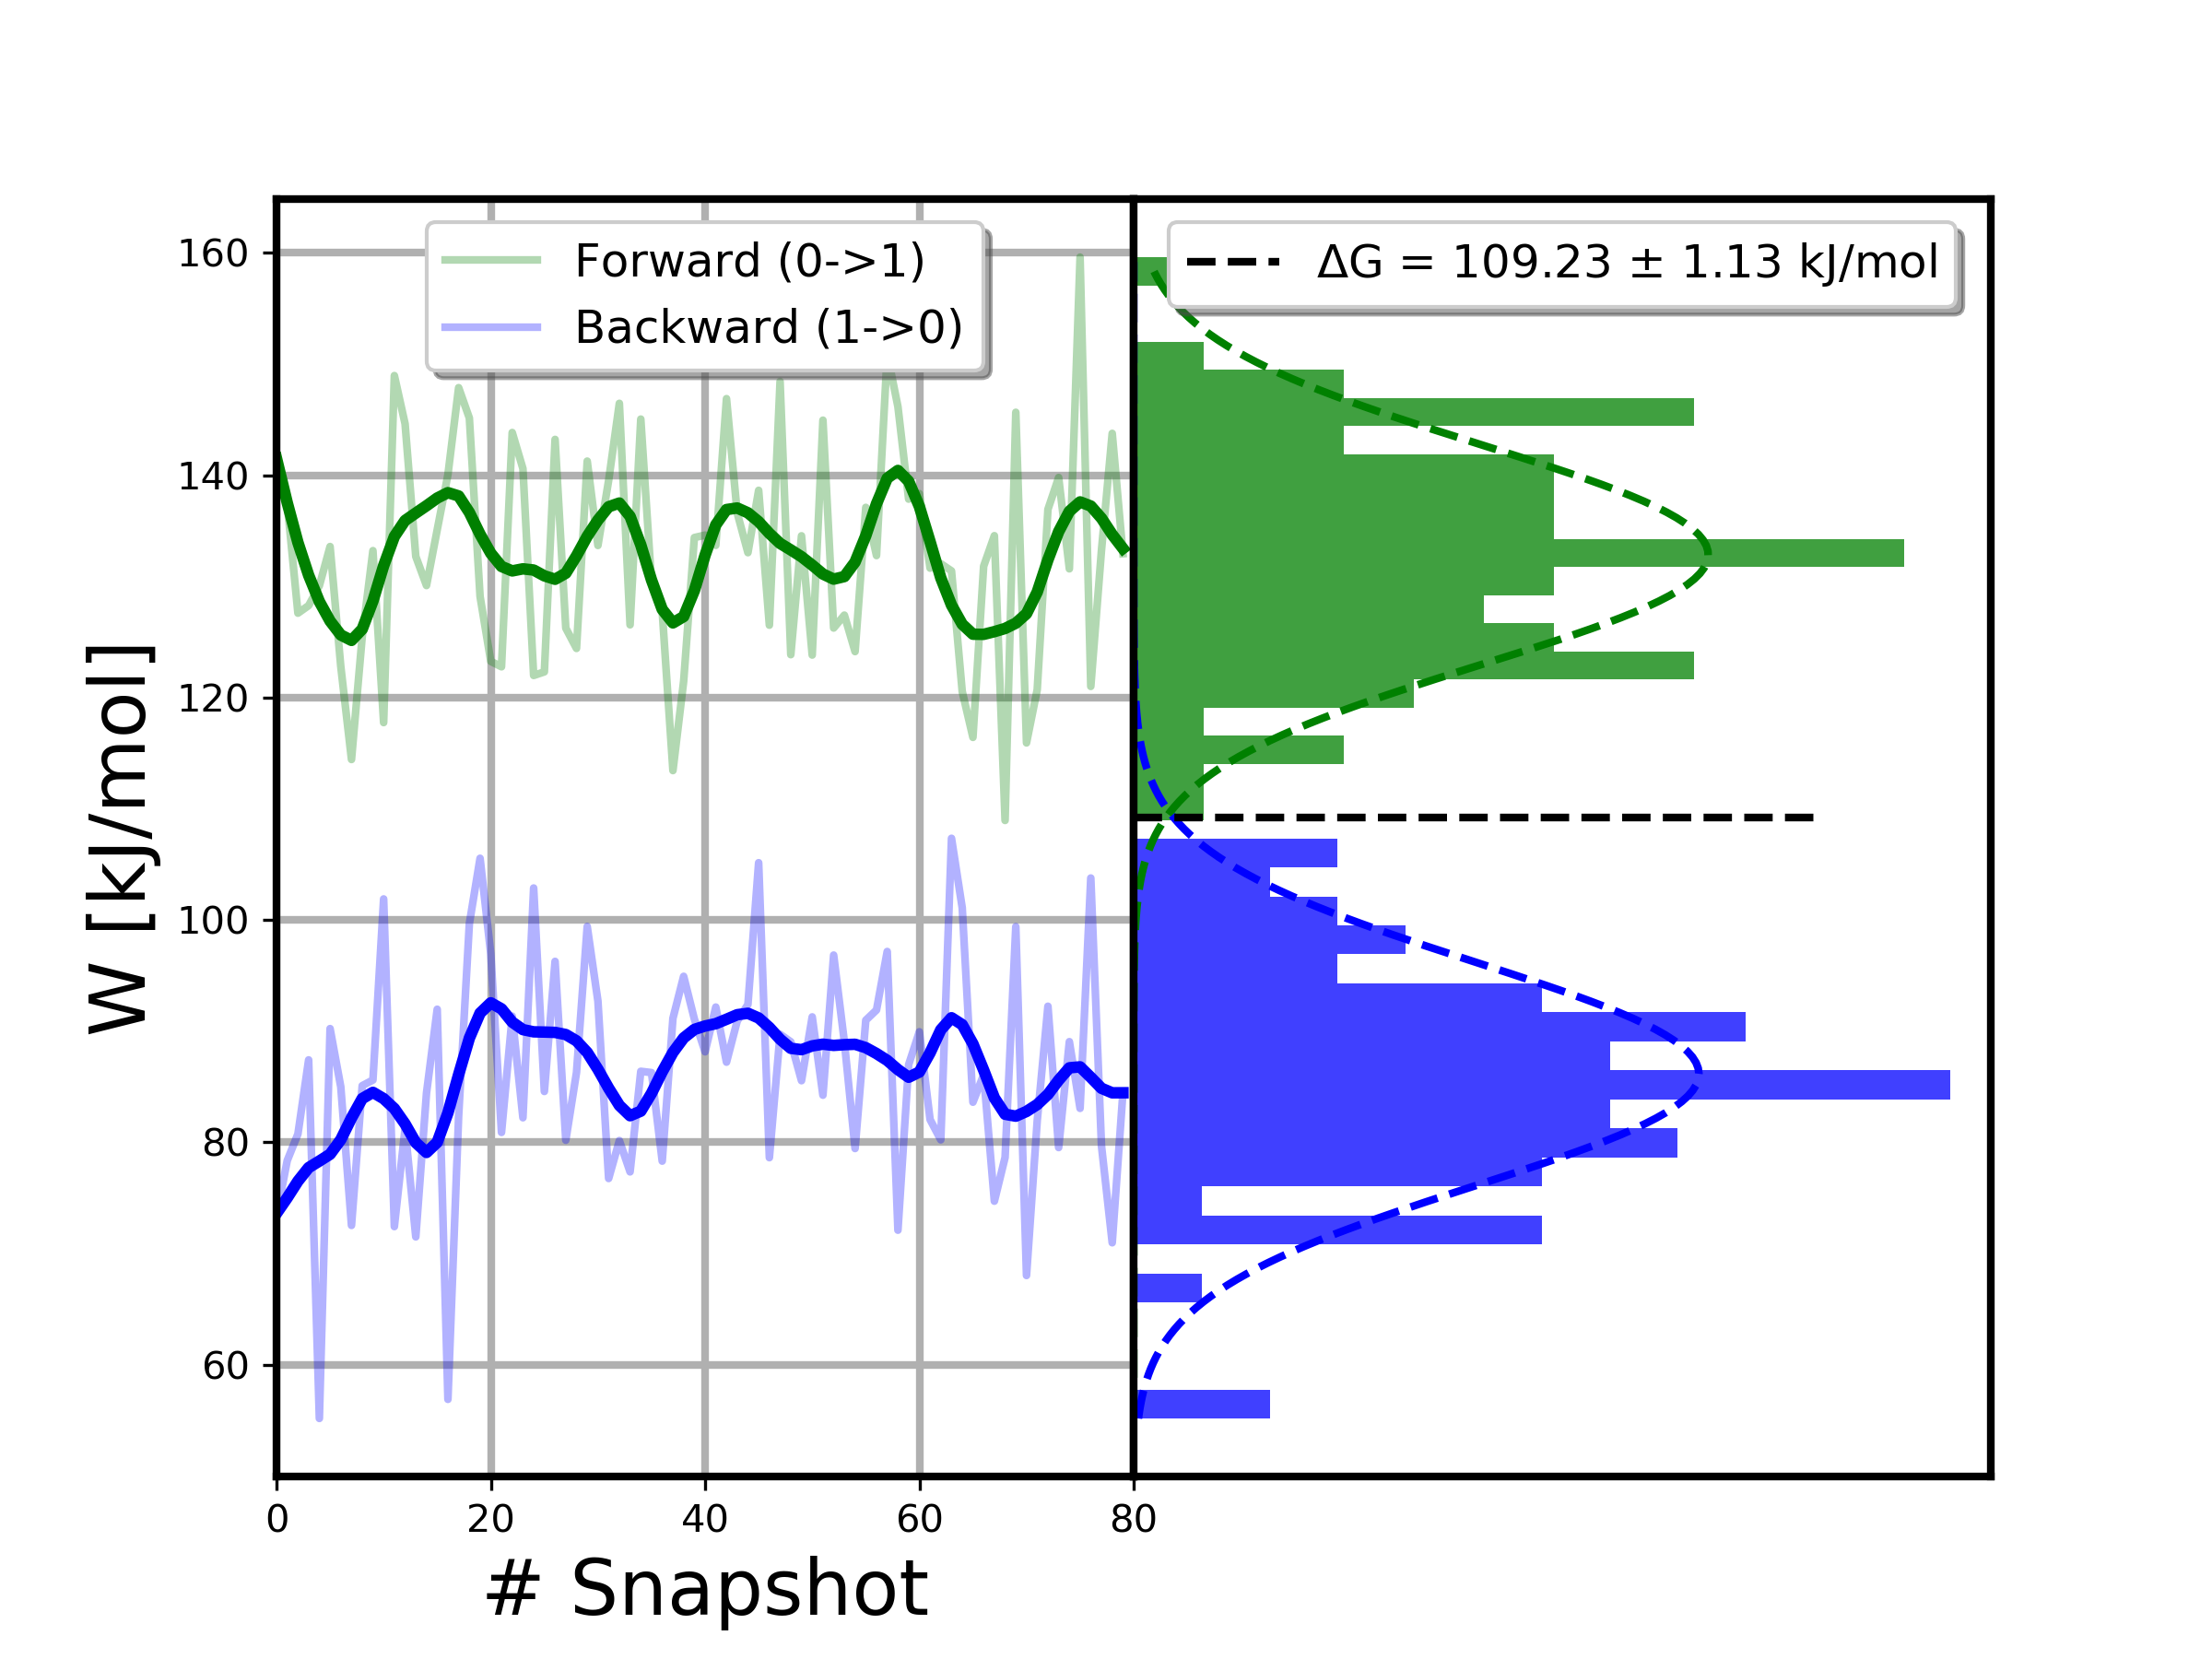 Forward (0->1)
Backward (1->0)
ΔG = 109.23 ± 1.13 kJ/mol
W [kJ/mol]
160
140
120
100
80
60
0 20 40 60 80
# Snapshot